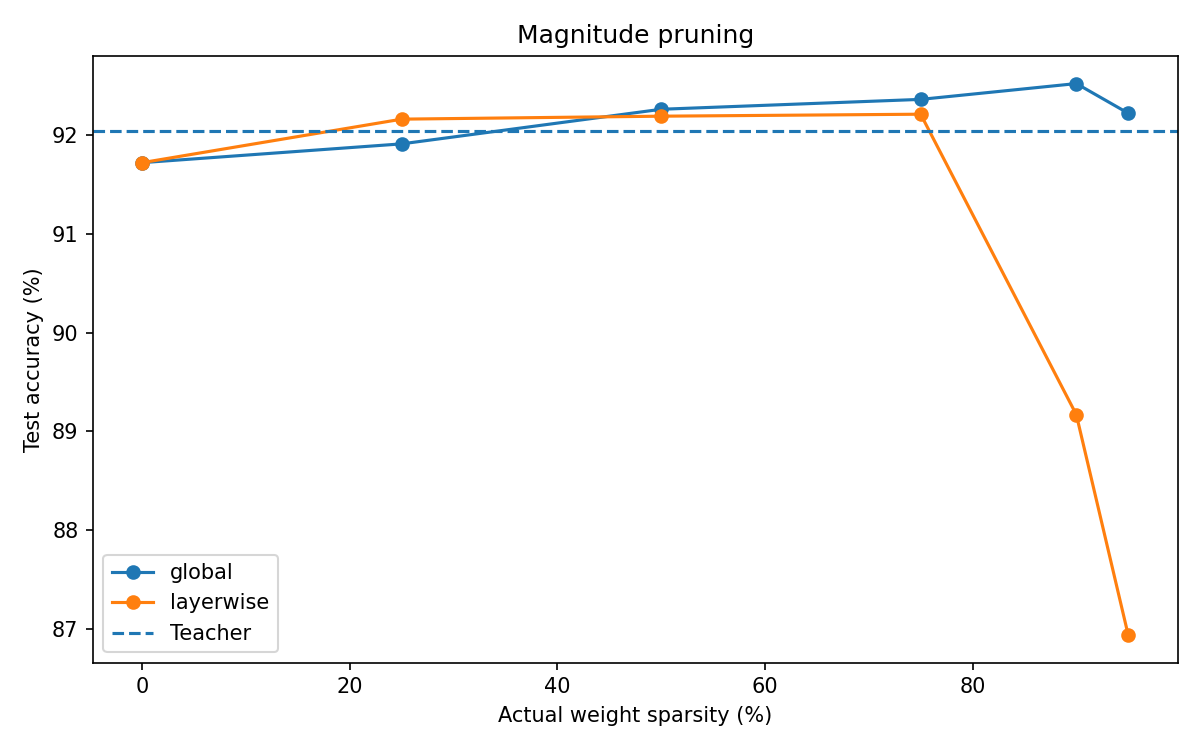 Magnitude pruning
Test accuracy (%)
92
91
90
89
88
87
global
layerwise
Teacher
0 20 40 60 80
Actual weight sparsity (%)